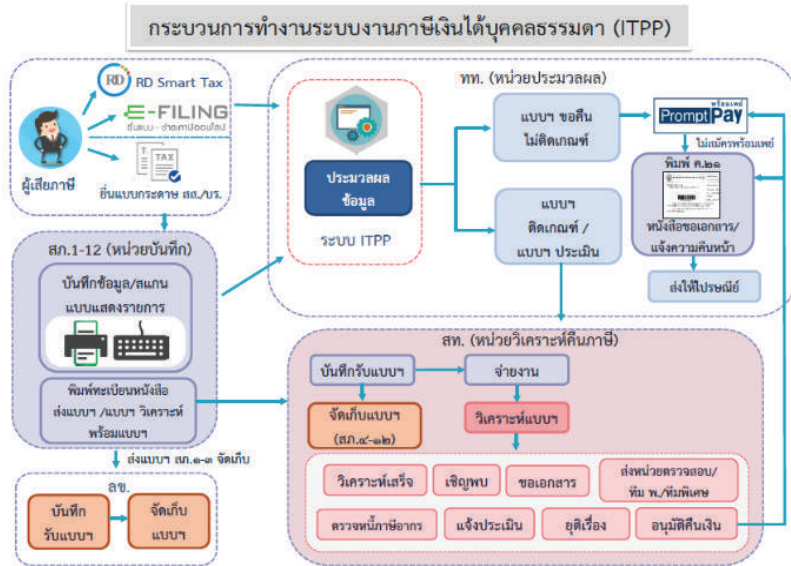 กระบวนการทำงานระบบงานภาษีเงินได้บุคคลธรรมดา (ITPP)
RD
RD Smart Tax
E-FILING
ยื่นแบบ - ชำระภาษีออนไลน์
TAX
ผู้เสียภาษี
ยื่นแบบกระดาษ สส./บร.
ประมวลผล
ข้อมูล
ระบบ ITPP
ทท. (หน่วยประมวลผล)
แบบฯ ขอคืน
ไม่ติดเกณฑ์
แบบฯ
ติดเกณฑ์ /
แบบฯ ประเมิน
พร้อมเพย์
PromptPay
ไม่สมัครพร้อมเพย์
พิมพ์ ค.๒๑
หนังสือขอเอกสาร/
แจ้งความคืบหน้า
ส่งให้ไปรษณีย์
สภ.1-12 (หน่วยบันทึก)
บันทึกข้อมูล/สแกน
แบบแสดงรายการ
พิมพ์ทะเบียนหนังสือ
ส่งแบบฯ /แบบฯ วิเคราะห์
พร้อมแบบฯ
ส่งแบบฯ สภ.๑-๓ จัดเก็บ
ลข.
บันทึก
รับแบบฯ
จัดเก็บ
แบบฯ
สท. (หน่วยวิเคราะห์คืนภาษี)
บันทึกรับแบบฯ
จ่ายงาน
จัดเก็บแบบฯ
(สภ.๔-๑๒)
วิเคราะห์แบบฯ
วิเคราะห์เสร็จ
เชิญพบ
ขอเอกสาร
ส่งหน่วยตรวจสอบ/
ทีม พ./ทีมพิเศษ
ตรวจหนี้ภาษีอากร
แจ้งประเมิน
ยุติเรื่อง
อนุมัติคืนเงิน